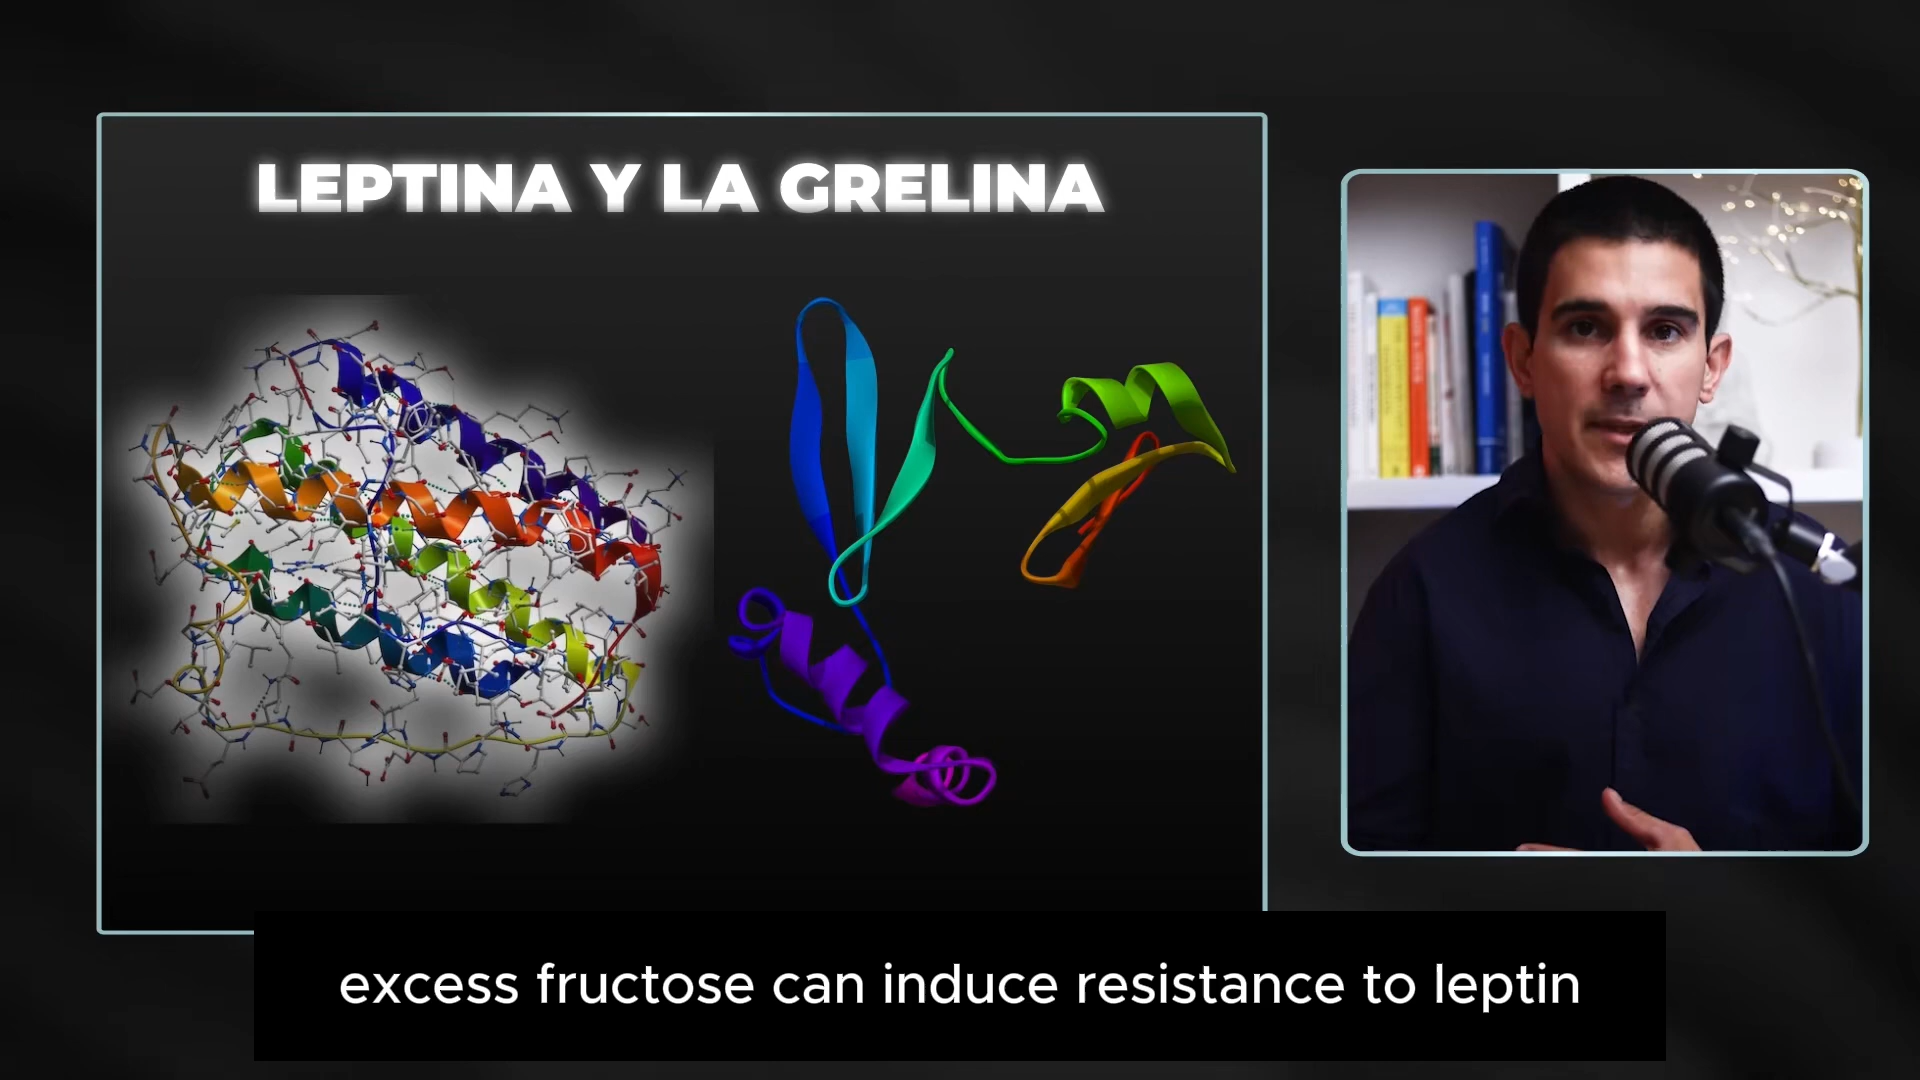 LEPTINA Y LA GRELINA
excess fructose can induce resistance to leptin